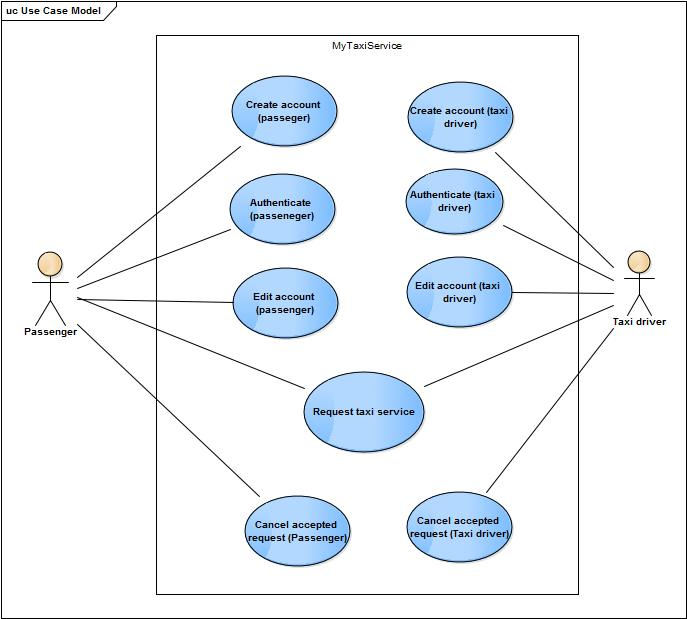 uc Use Case Model
MyTaxiService
Create account
(passeger)
Create account (taxi
driver)
Authenticate
(passeneger)
Authenticate (taxi
driver)
Edit account
(passenger)
Edit account (taxi
driver)
Passenger
Taxi driver
Request taxi service
Cancel accepted
request (Passenger)
Cancel accepted
request (Taxi driver)